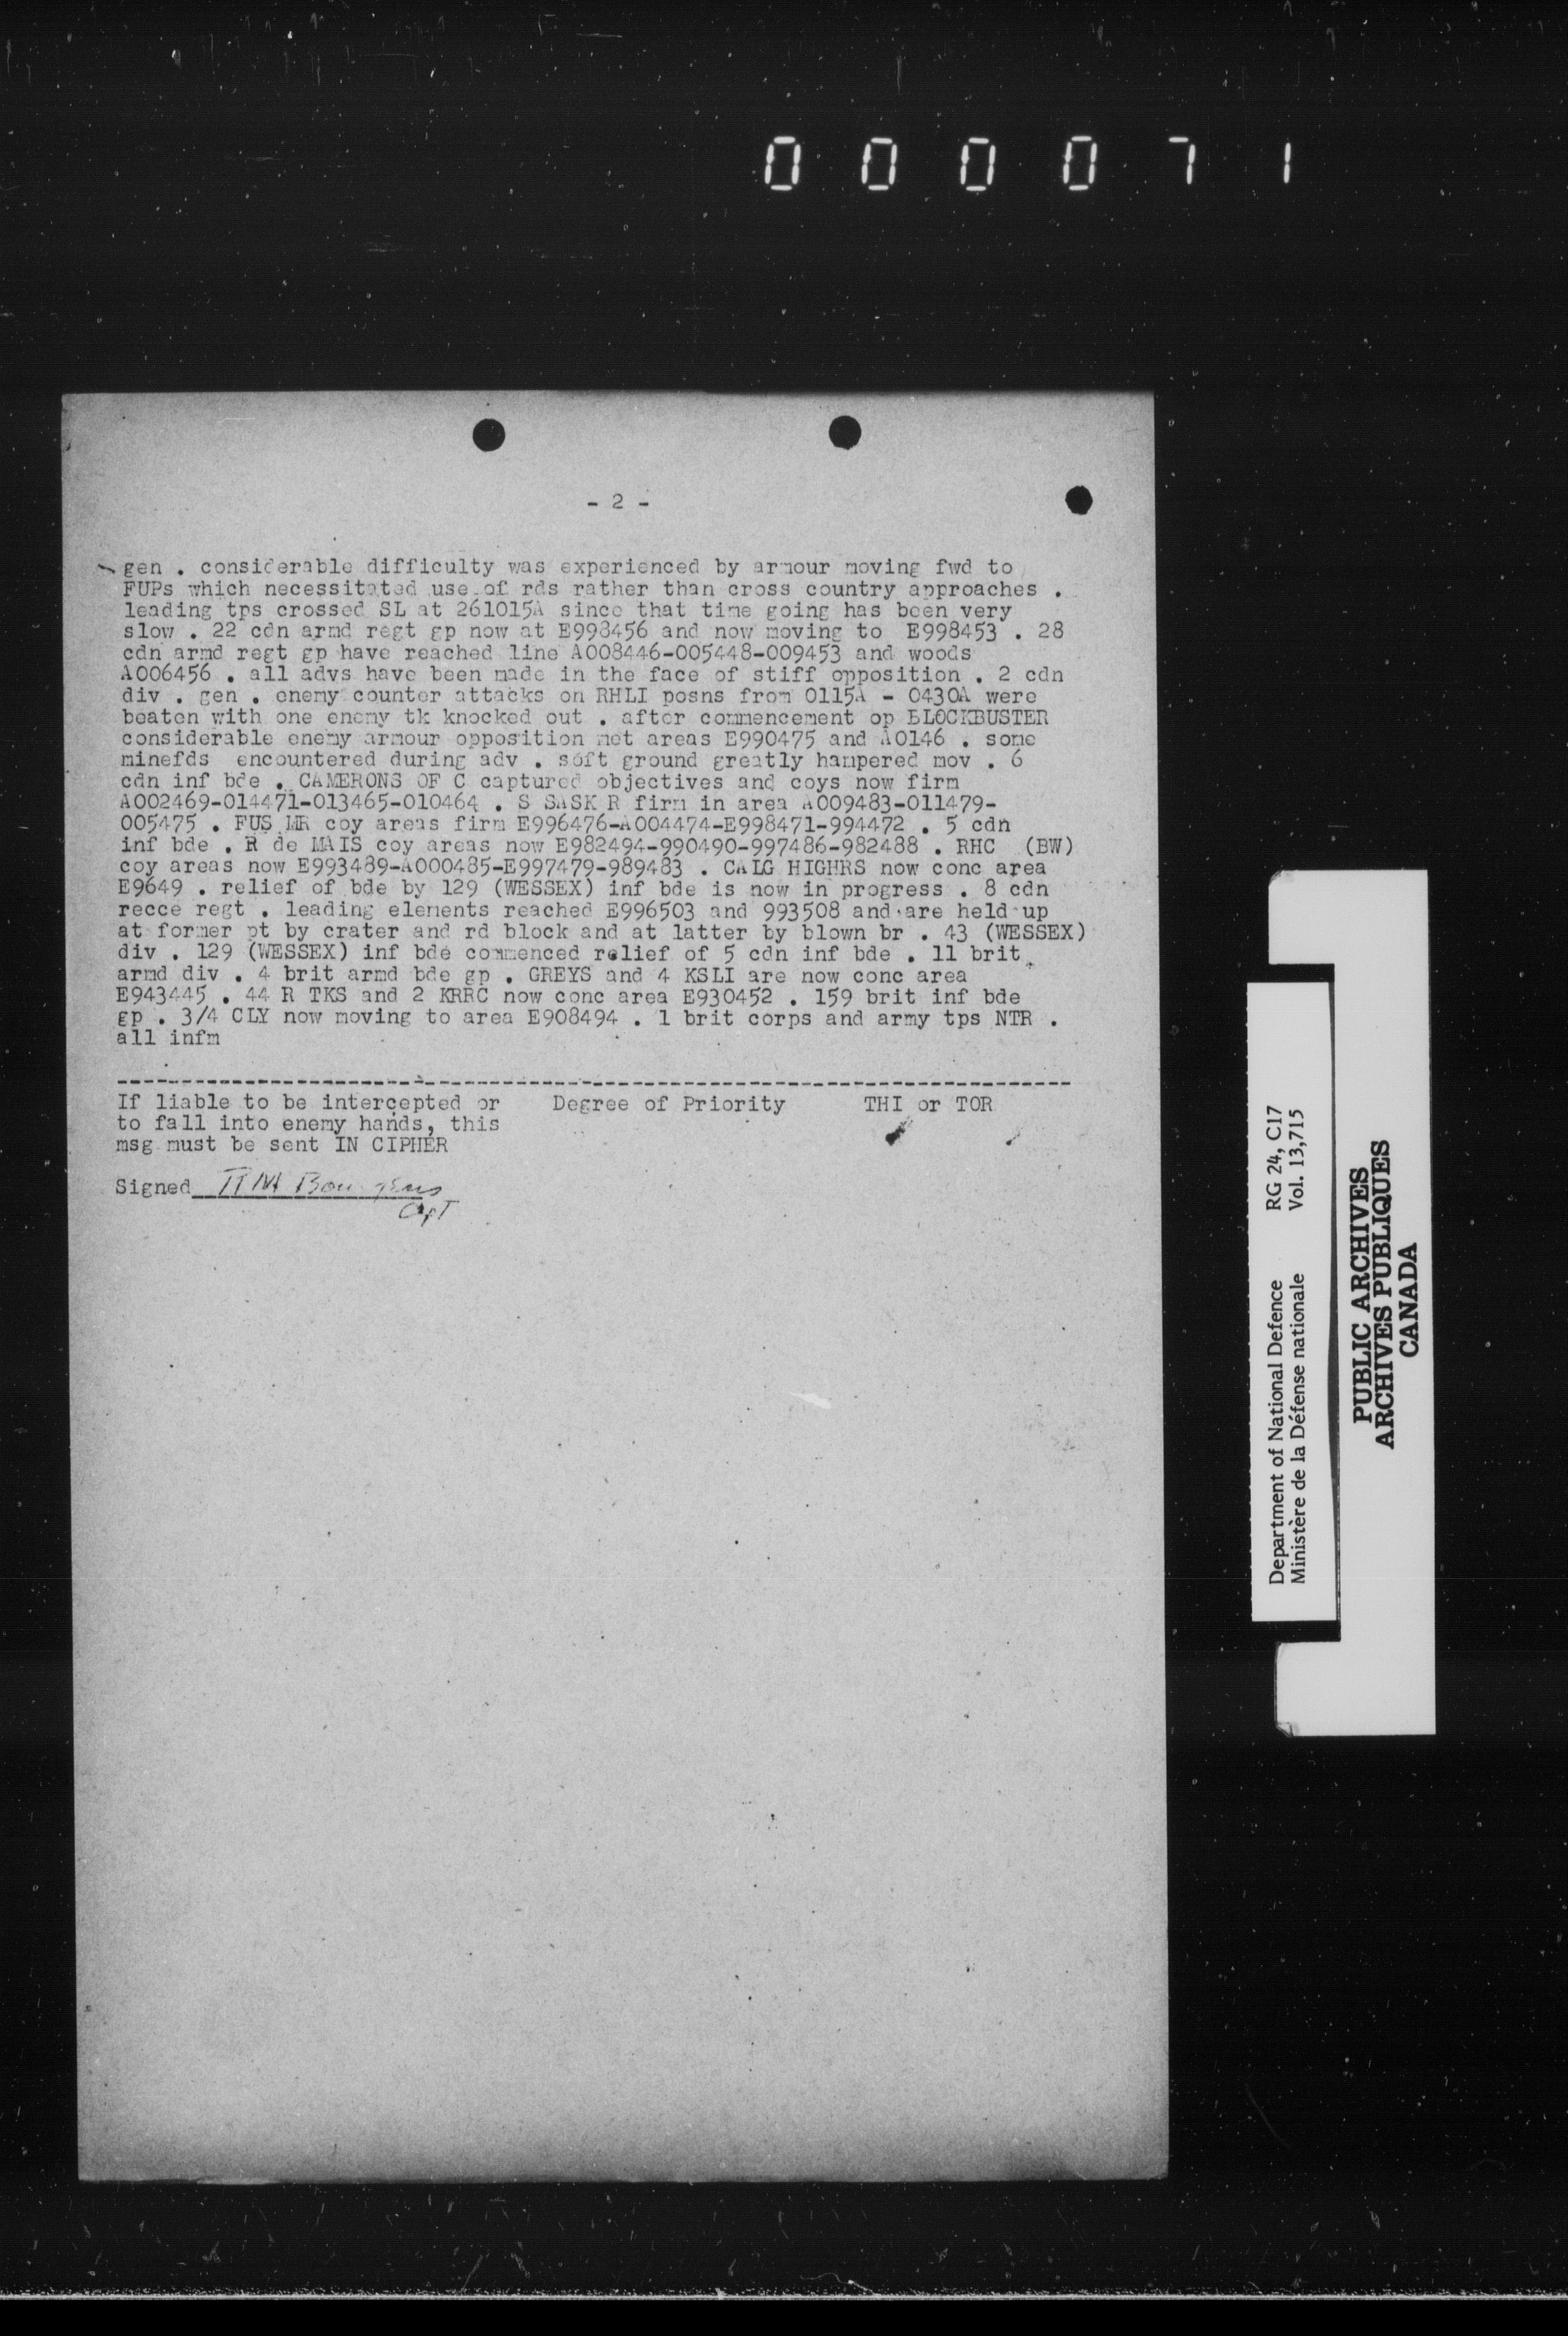 000071
- 2 -
gen . considerable difficulty was experienced by armour moving fwd to
FUPs which necessitated use of rds rather than cross country approaches .
leading tps crossed SL at 261015A since that time going has been very
slow . 22 cdn armd regt gp now at E998456 and now moving to E998453 . 28
cdn armd regt gp have reached line A008446-005448-009453 and woods
A006456 . all advs have been made in the face of stiff opposition . 2 cdn
div . gen . enemy counter attacks on RHLI posns from 0115A - 0430A were
beaten with one enemy tk knocked out . after commencement op BLOCKBUSTER
considerable enemy armour opposition met areas E990475 and A0146 . some
minefds encountered during adv . soft ground greatly hampered mov . 6
cdn inf bde . CAMERONS OF C captured objectives and coys now firm
A002469-014471-013465-010464 . S SASK R firm in area A009483-011479-
005475 . FUS MR coy areas firm E996476-A004474-E998471-994472 . 5 cdn
inf bde . R de MAIS coy areas now E982494-990490-997486-982488 . RHC (BW)
coy areas now E993489-A000485-E997479-989483 . CALG HIGHRS now conc area
E9649 . relief of bde by 129 (WESSEX) inf bde is now in progress . 8 cdn
recce regt . leading elements reached E996503 and 993508 and are held up
at former pt by crater and rd block and at latter by blown br . 43 (WESSEX)
div . 129 (WESSEX) inf bde commenced relief of 5 cdn inf bde . 11 brit
armd div . 4 brit armd bde gp . GREYS and 4 KSLI are now conc area
E943445 . 44 R TKS and 2 KRRC now conc area E930452 . 159 brit inf bde
gp . 3/4 CLY now moving to area E908494 . 1 brit corps and army tps NTR .
all infm
If liable to be intercepted or Degree of Priority THI or TOR
to fall into enemy hands, this
msg must be sent IN CIPHER
Signed
Capt
Department of National Defence RG 24, C17
Ministère de la Défense nationale Vol. 13,715
PUBLIC ARCHIVES
ARCHIVES PUBLIQUES
CANADA